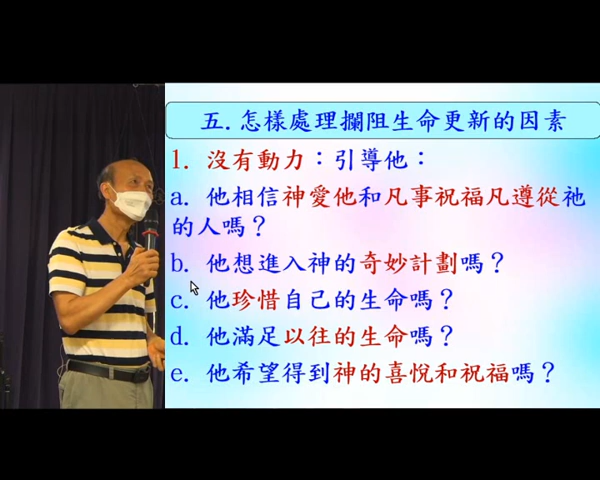 五.怎樣處理攔阻生命更新的因素
1. 沒有動力：引導他：
a. 他相信神愛他和凡事祝福凡遵從祂
的人嗎？
b. 他想進入神的奇妙計劃嗎？
c. 他珍惜自己的生命嗎？
d. 他滿足以往的生命嗎？
e. 他希望得到神的喜悅和祝福嗎？